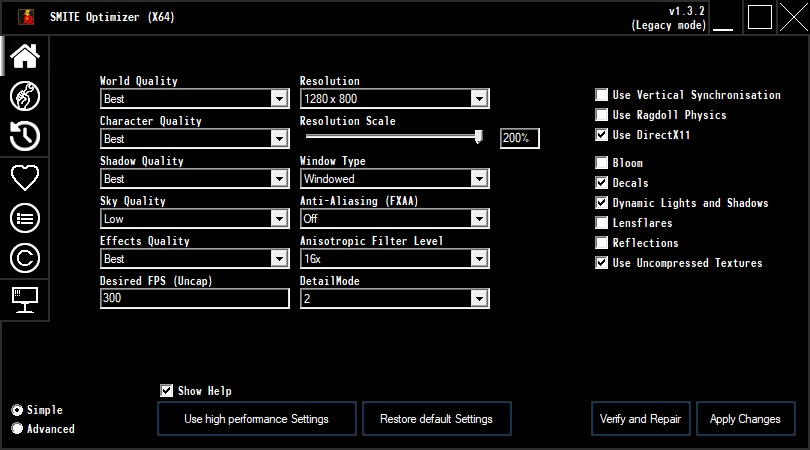 SMITE Optimizer (X64)
v1.3.2
(Legacy mode)
World Quality
Best
Resolution
1280 x 800
Use Vertical Synchronisation
Use Ragdoll Physics
Use DirectX11
Character Quality
Best
Resolution Scale
200%
Shadow Quality
Best
Window Type
Windowed
Bloom
Decals
Dynamic Lights and Shadows
Lensflares
Reflections
Use Uncompressed Textures
Sky Quality
Low
Anti-Aliasing (FXAA)
Off
Effects Quality
Best
Anisotropic Filter Level
16x
Desired FPS (Uncap)
300
DetailMode
2
Show Help
Simple
Advanced
Use high performance Settings
Restore default Settings
Verify and Repair
Apply Changes